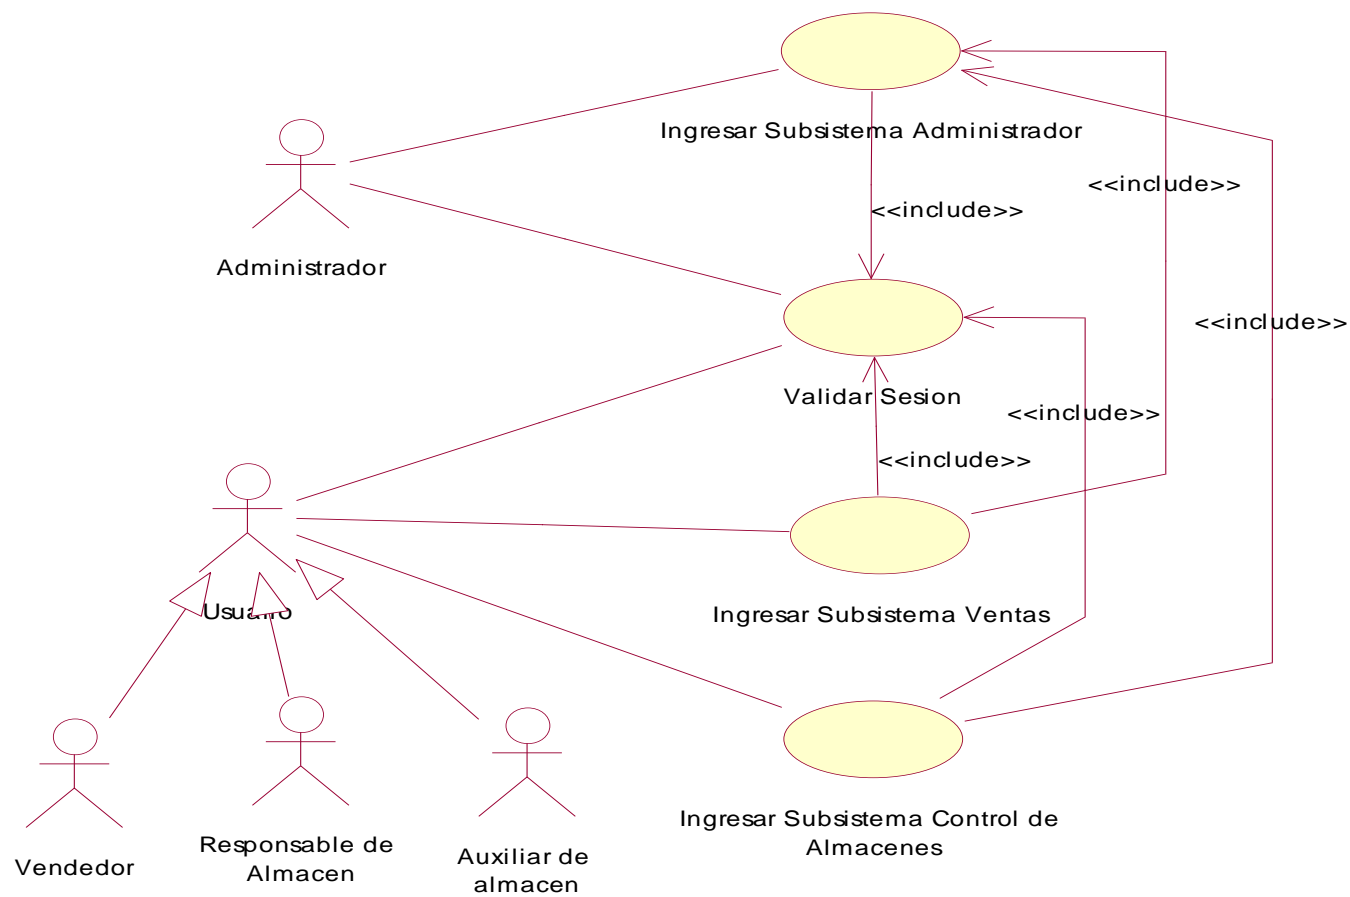 Ingresar Subsistema Administrador
<<include>>
<<include>>
Administrador
<<include>>
Validar Sesion
<<include>>
<<include>>
Usuario
Ingresar Subsistema Ventas
Ingresar Subsistema Control de
Almacenes
Responsable de
Almacen
Auxiliar de
almacen
Vendedor